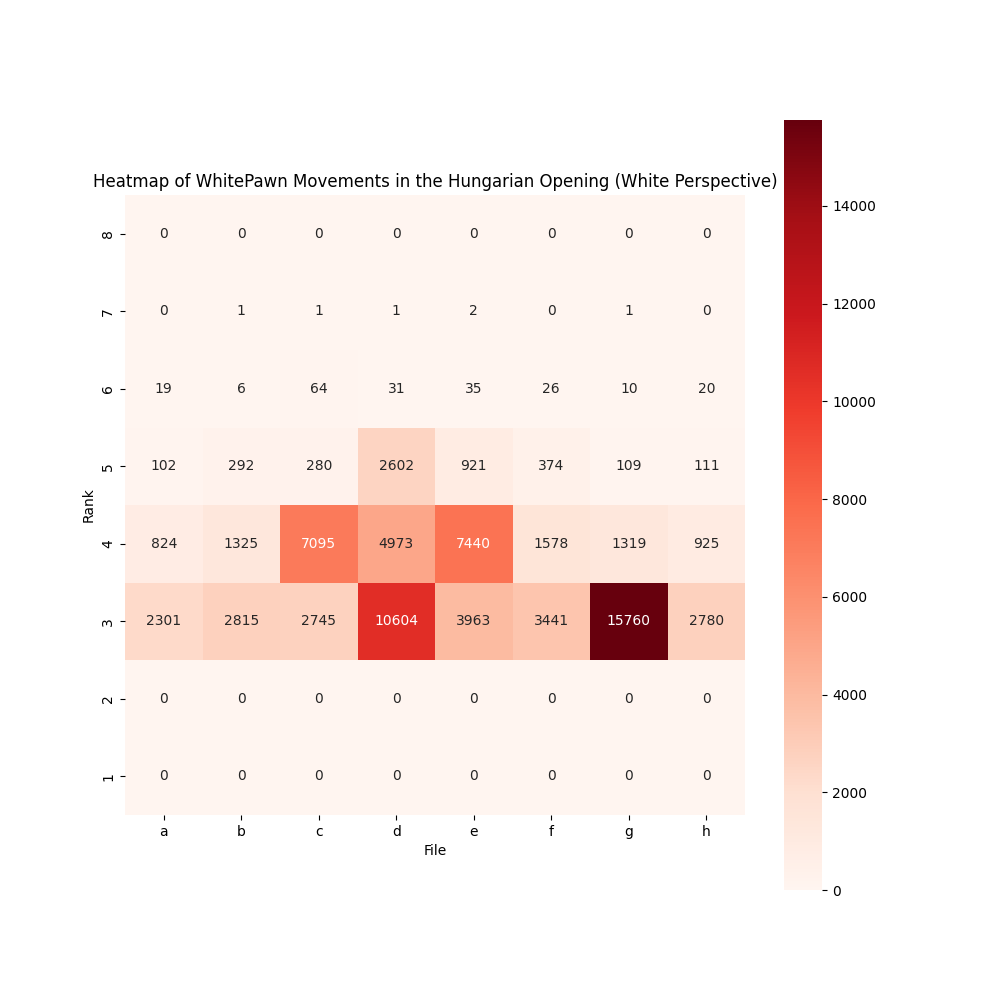 Heatmap of WhitePawn Movements in the Hungarian Opening (White Perspective)
8 0 0 0 0 0 0 0 0
7 0 1 1 1 2 0 1 0
6 19 6 64 31 35 26 10 20
5 102 292 280 2602 921 374 109 111
4 824 1325 7095 4973 7440 1578 1319 925
3 2301 2815 2745 10604 3963 3441 15760 2780
2 0 0 0 0 0 0 0 0
1 0 0 0 0 0 0 0 0
a b c d e f g h
File
Rank
14000
12000
10000
8000
6000
4000
2000
0